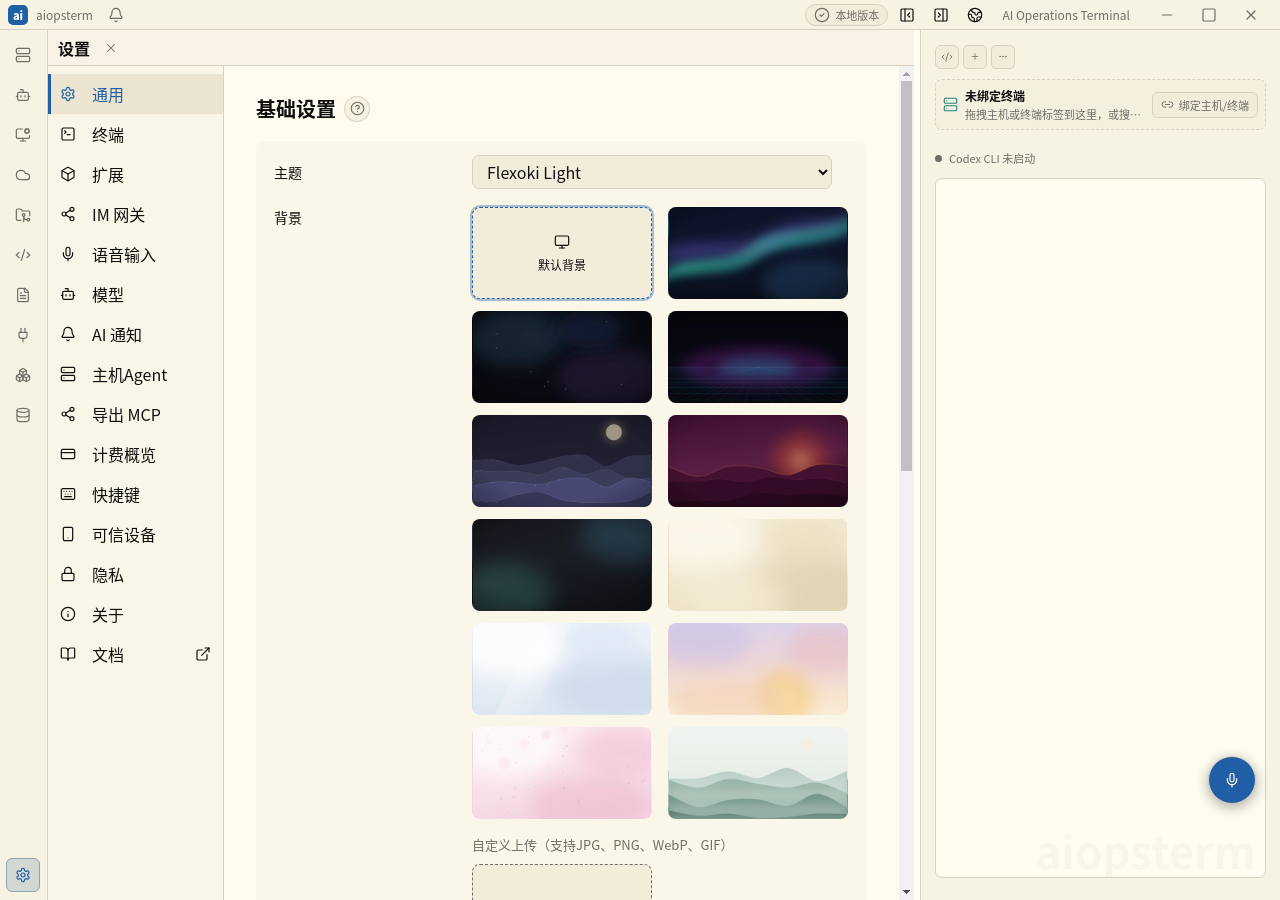 ai aiopsterm
本地版本
AI Operations Terminal
设置
通用
终端
扩展
IM 网关
语音输入
模型
AI 通知
主机Agent
导出 MCP
计费概览
快捷键
可信设备
隐私
关于
文档
基础设置
主题
Flexoki Light
背景
默认背景
自定义上传（支持JPG、PNG、WebP、GIF）
未绑定终端
拖拽主机或终端标签到这里，或搜…
绑定主机/终端
Codex CLI 未启动
aiopsterm